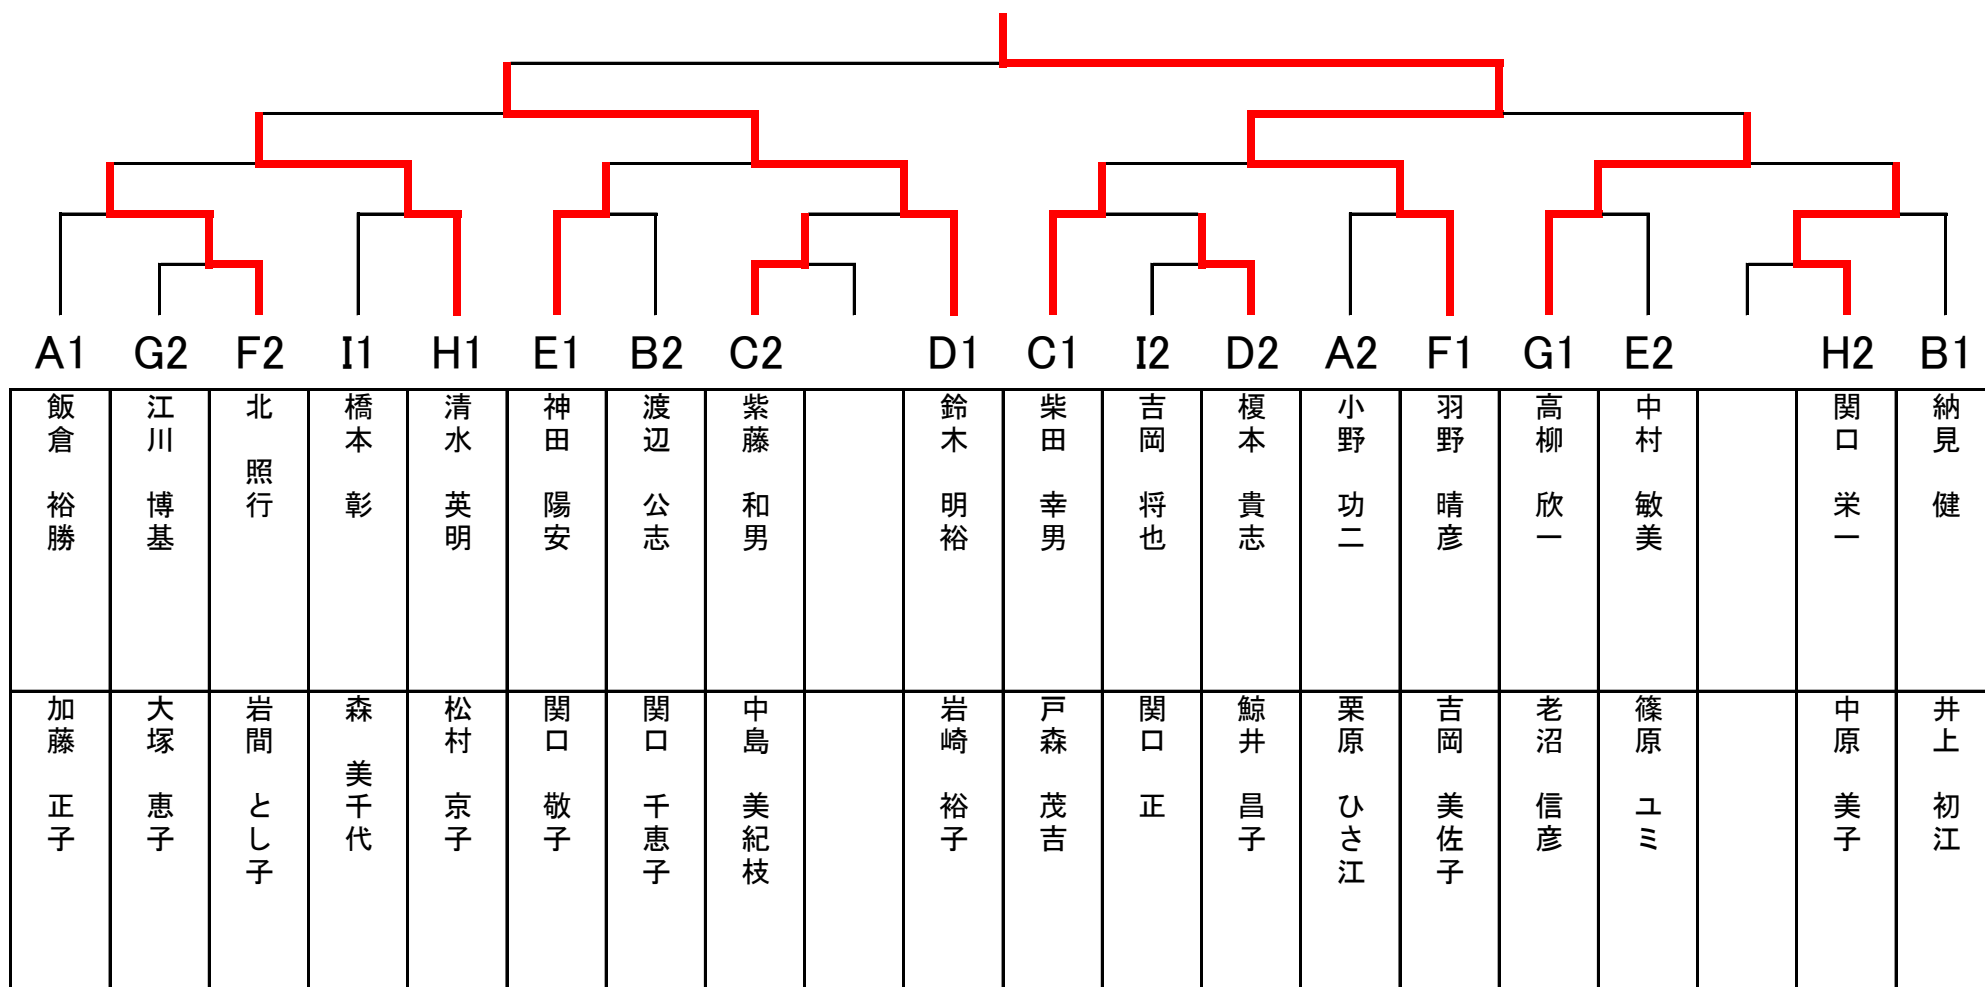 A1 G2 F2 I1 H1 E1 B2 C2 D1 C1 I2 D2 A2 F1 G1 E2 H2 B1
飯倉 裕勝
江川 博基
北 照行
橋本 彰
清水 英明
神田 陽安
渡辺 公志
紫藤 和男
鈴木 明裕
柴田 幸男
吉岡 将也
榎本 貴志
小野 功二
羽野 晴彦
高柳 欣一
中村 敏美
関口 栄一
納見 健
加藤 正子
大塚 恵子
岩間 とし子
森 美千代
松村 京子
関口 敬子
関口 千恵子
中島 美紀枝
岩崎 裕子
戸森 茂吉
関口 正
鯨井 昌子
栗原 ひさ江
吉岡 美佐子
老沼 信彦
篠原 ユミ
中原 美子
井上 初江